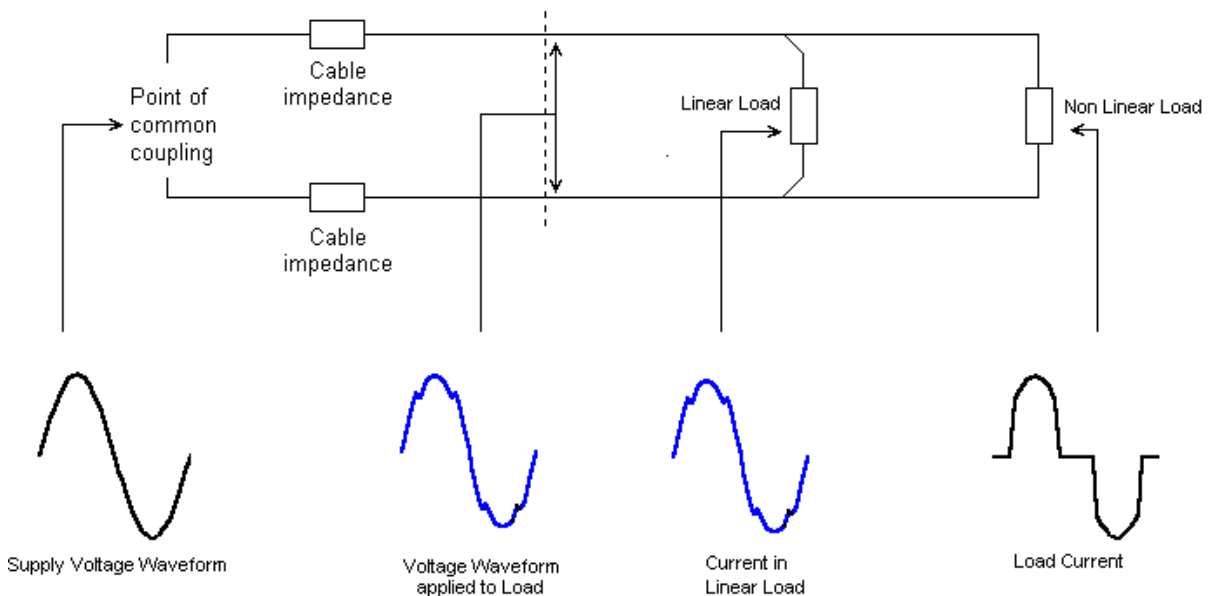 Cable
impedance
Point of
common
coupling
Linear Load
Non Linear Load
Cable
impedance
Supply Voltage Waveform
Voltage Waveform
applied to Load
Current in
Linear Load
Load Current